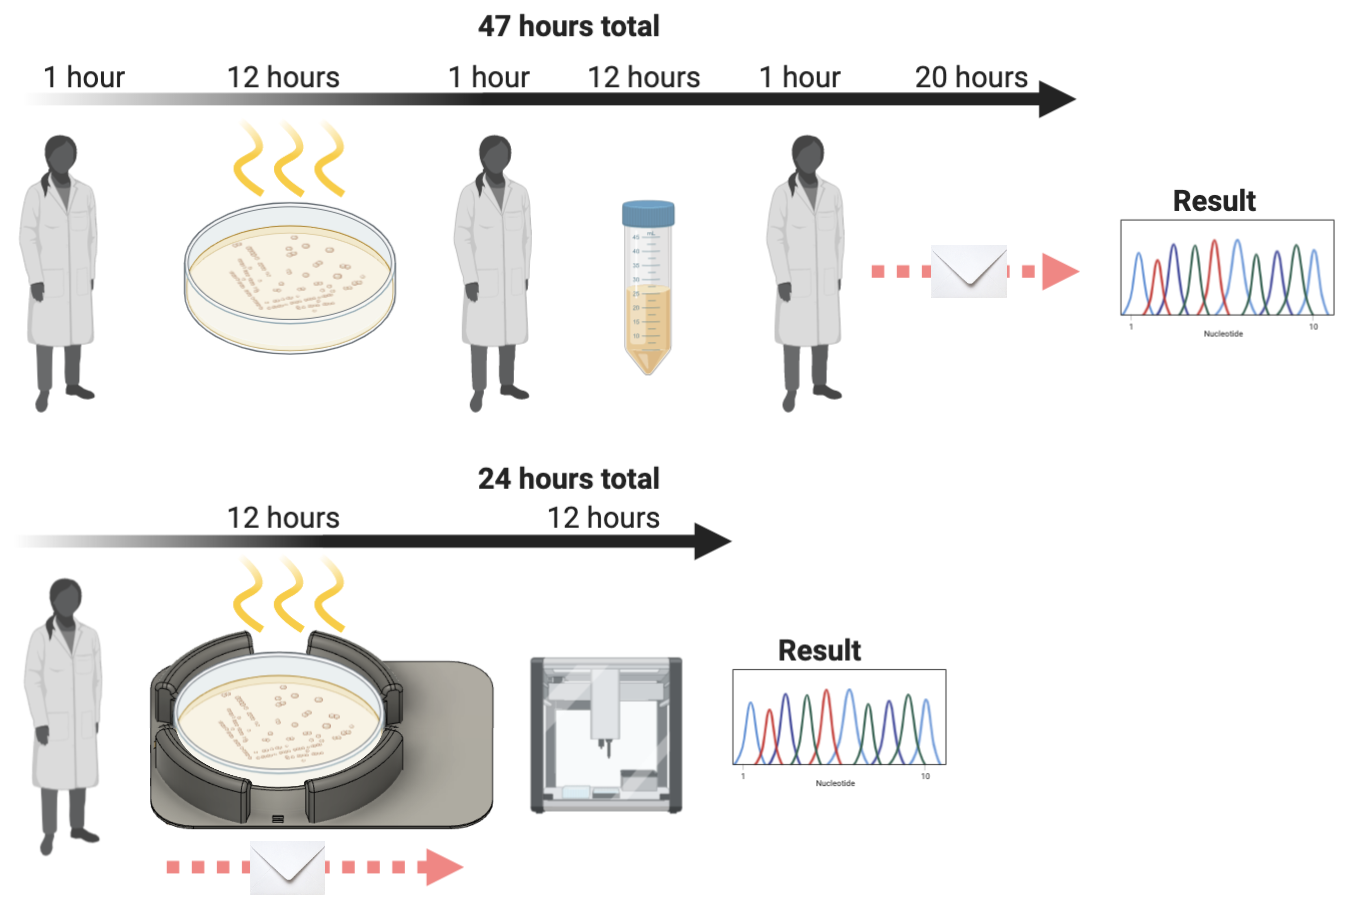 47 hours total
1 hour 12 hours 1 hour 12 hours 1 hour 20 hours
Result
mL
45
40
35
30
25
20
15
10
1 10
Nucleotide
24 hours total
12 hours 12 hours
Result
1 10
Nucleotide